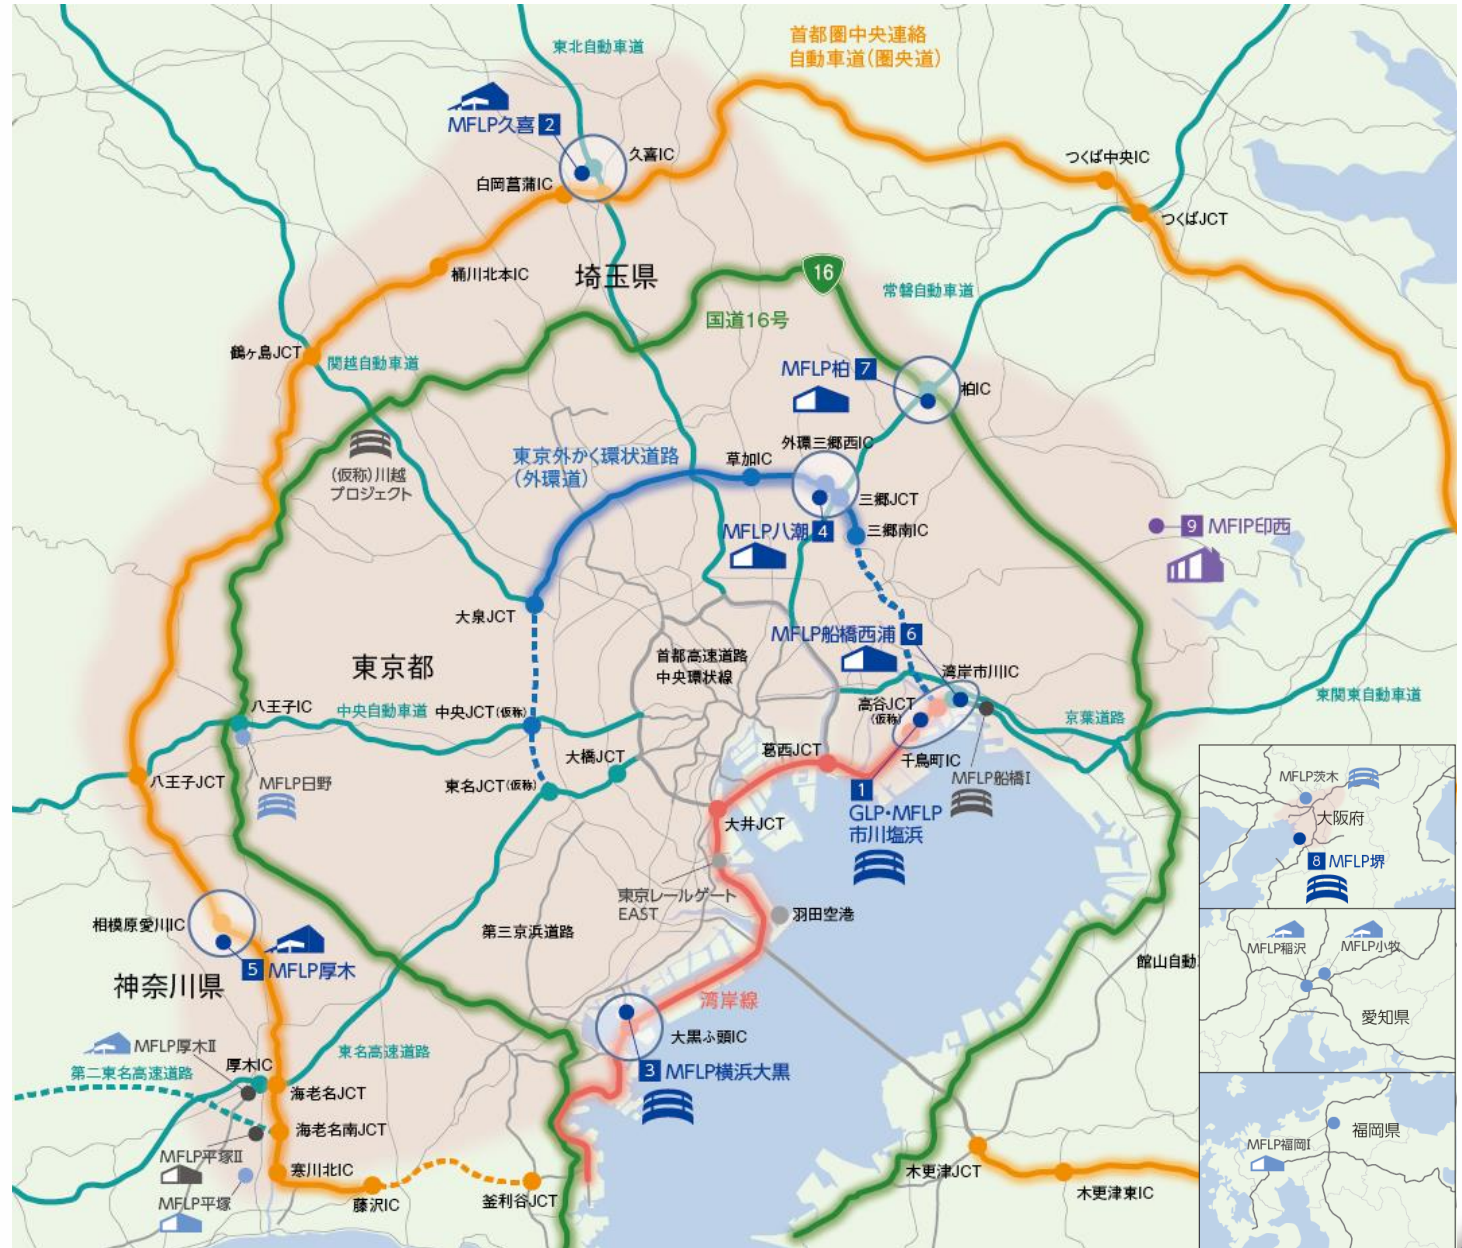 首都圏中央連絡
自動車道(圏央道)
東北自動車道
MFLP久喜 2
久喜IC
白岡菖蒲IC
つくば中央IC
つくばJCT
桶川北本IC
埼玉県
16
国道16号
常磐自動車道
鶴ヶ島JCT
関越自動車道
MFLP柏 7
柏IC
(仮称)川越
プロジェクト
東京外かく環状道路
(外環道)
草加IC
外環三郷西IC
三郷JCT
三郷南IC
MFLP八潮 4
9 MFIP印西
大泉JCT
東京都
首都高速道路
中央環状線
MFLP船橋西浦 6
湾岸市川IC
高谷JCT
(仮称)
東関東自動車道
京葉道路
八王子IC
中央自動車道
中央JCT(仮称)
大橋JCT
葛西JCT
千鳥町IC
八王子JCT
MFLP日野
東名JCT(仮称)
MFLP船橋I
1
GLP・MFLP
市川塩浜
大井JCT
MFLP茨木
大阪府
8 MFLP堺
東京レールゲート
EAST
羽田空港
相模原愛川IC
第三京浜道路
5 MFLP厚木
神奈川県
館山自動
MFLP稲沢
MFLP小牧
愛知県
湾岸線
大黒ふ頭IC
3 MFLP横浜大黒
MFLP厚木II
厚木IC
東名高速道路
第二東名高速道路
海老名JCT
海老名南JCT
MFLP平塚II
寒川北IC
MFLP平塚
藤沢IC
釜利谷JCT
木更津JCT
木更津東IC
福岡県
MFLP福岡I